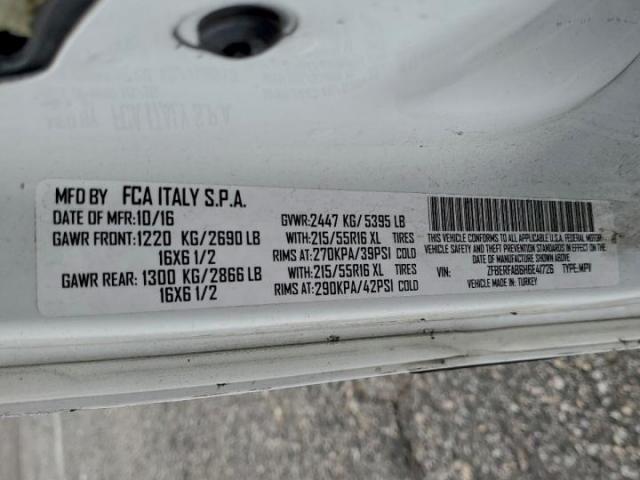 MFD BY FCA ITALY S.P.A.
DATE OF MFR:10/16 GVWR:2447 KG/5395 LB
GAWR FRONT:1220 KG/2690 LB WITH:215/55R16 XL TIRES
16X6 1/2 RIMS AT:270KPA/39PSI COLD
GAWR REAR: 1300 KG/2866 LB WITH:215/55R16 XL TIRES
16X6 1/2 RIMS AT:290KPA/42PSI COLD
THIS VEHICLE CONFORMS TO ALL APPLICABLE U.S.A. FEDERAL MOTOR
VEHICLE SAFETY AND THEFT PREVENTION STANDARDS IN EFFECT ON THE
DATE OF MANUFACTURE SHOWN ABOVE
VIN: ZFBERFAB6H6E41726 TYPE:MPV
VEHICLE MADE IN: TURKEY